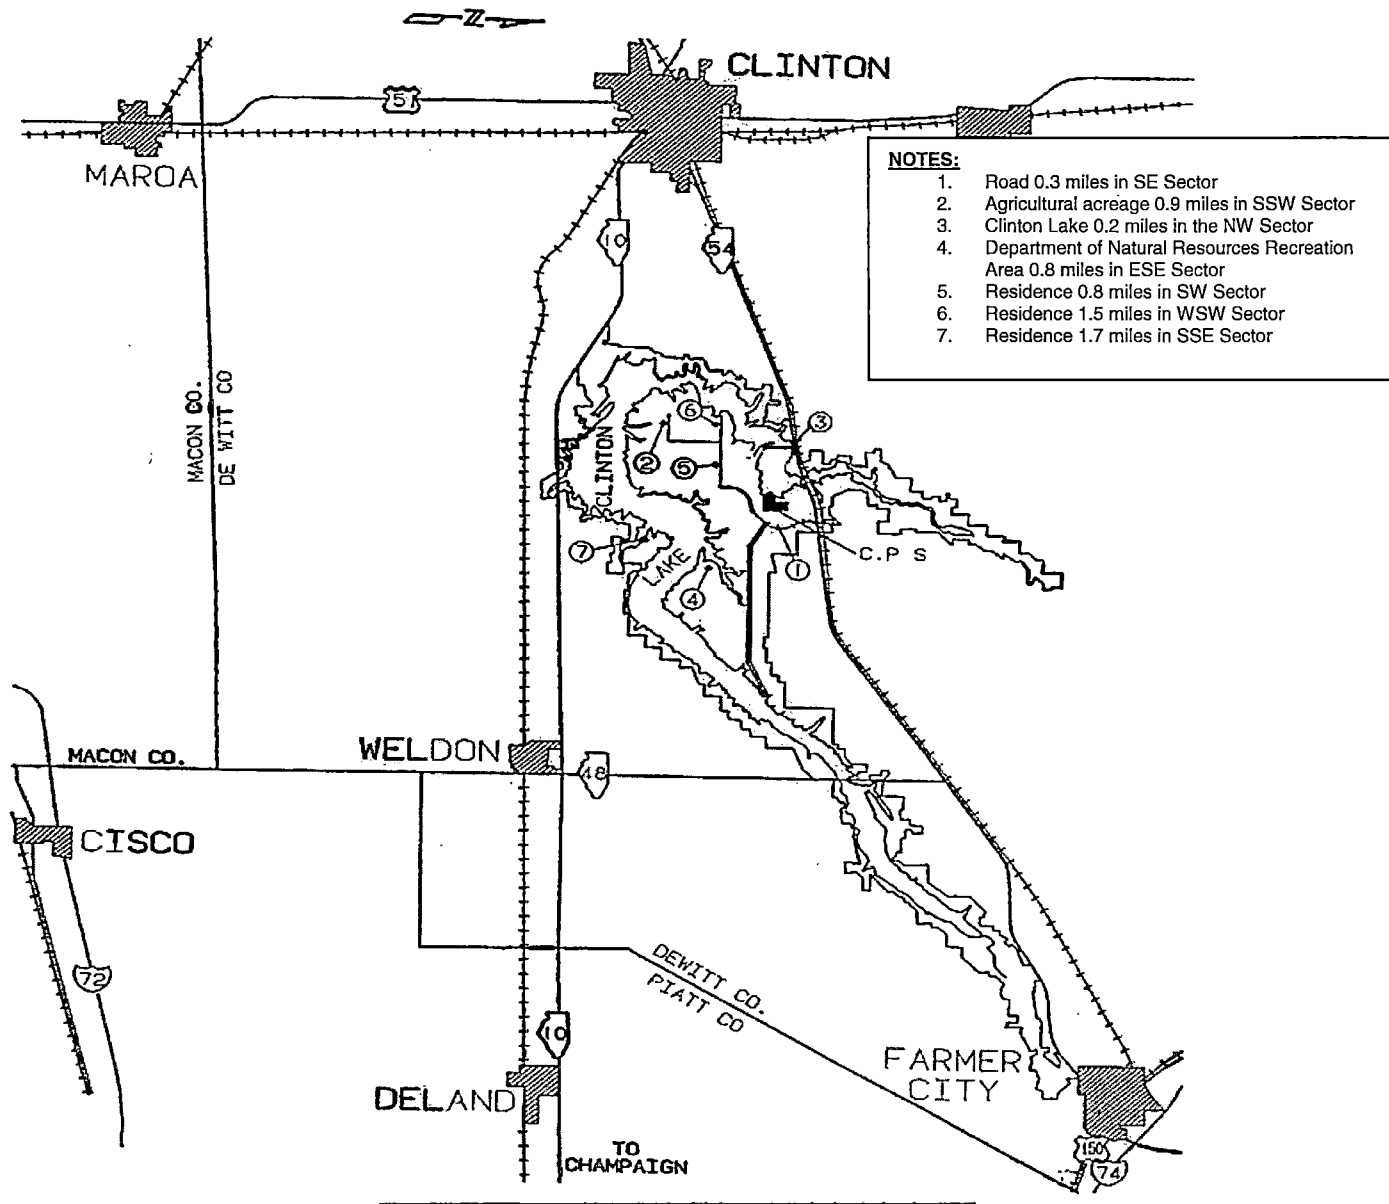 N
CLINTON
51
MAROA
NOTES:
1. Road 0.3 miles in SE Sector
2. Agricultural acreage 0.9 miles in SSW Sector
3. Clinton Lake 0.2 miles in the NW Sector
4. Department of Natural Resources Recreation
Area 0.8 miles in ESE Sector
5. Residence 0.8 miles in SW Sector
6. Residence 1.5 miles in WSW Sector
7. Residence 1.7 miles in SSE Sector
10
54
MACON CO.
DE WITT CO
6
3
CLINTON
2
5
7
LAKE
C.P S
1
4
WELDON
MACON CO.
48
CISCO
72
DEWITT CO.
PIATT CO
10
FARMER
CITY
DELAND
TO
CHAMPAIGN
150
74